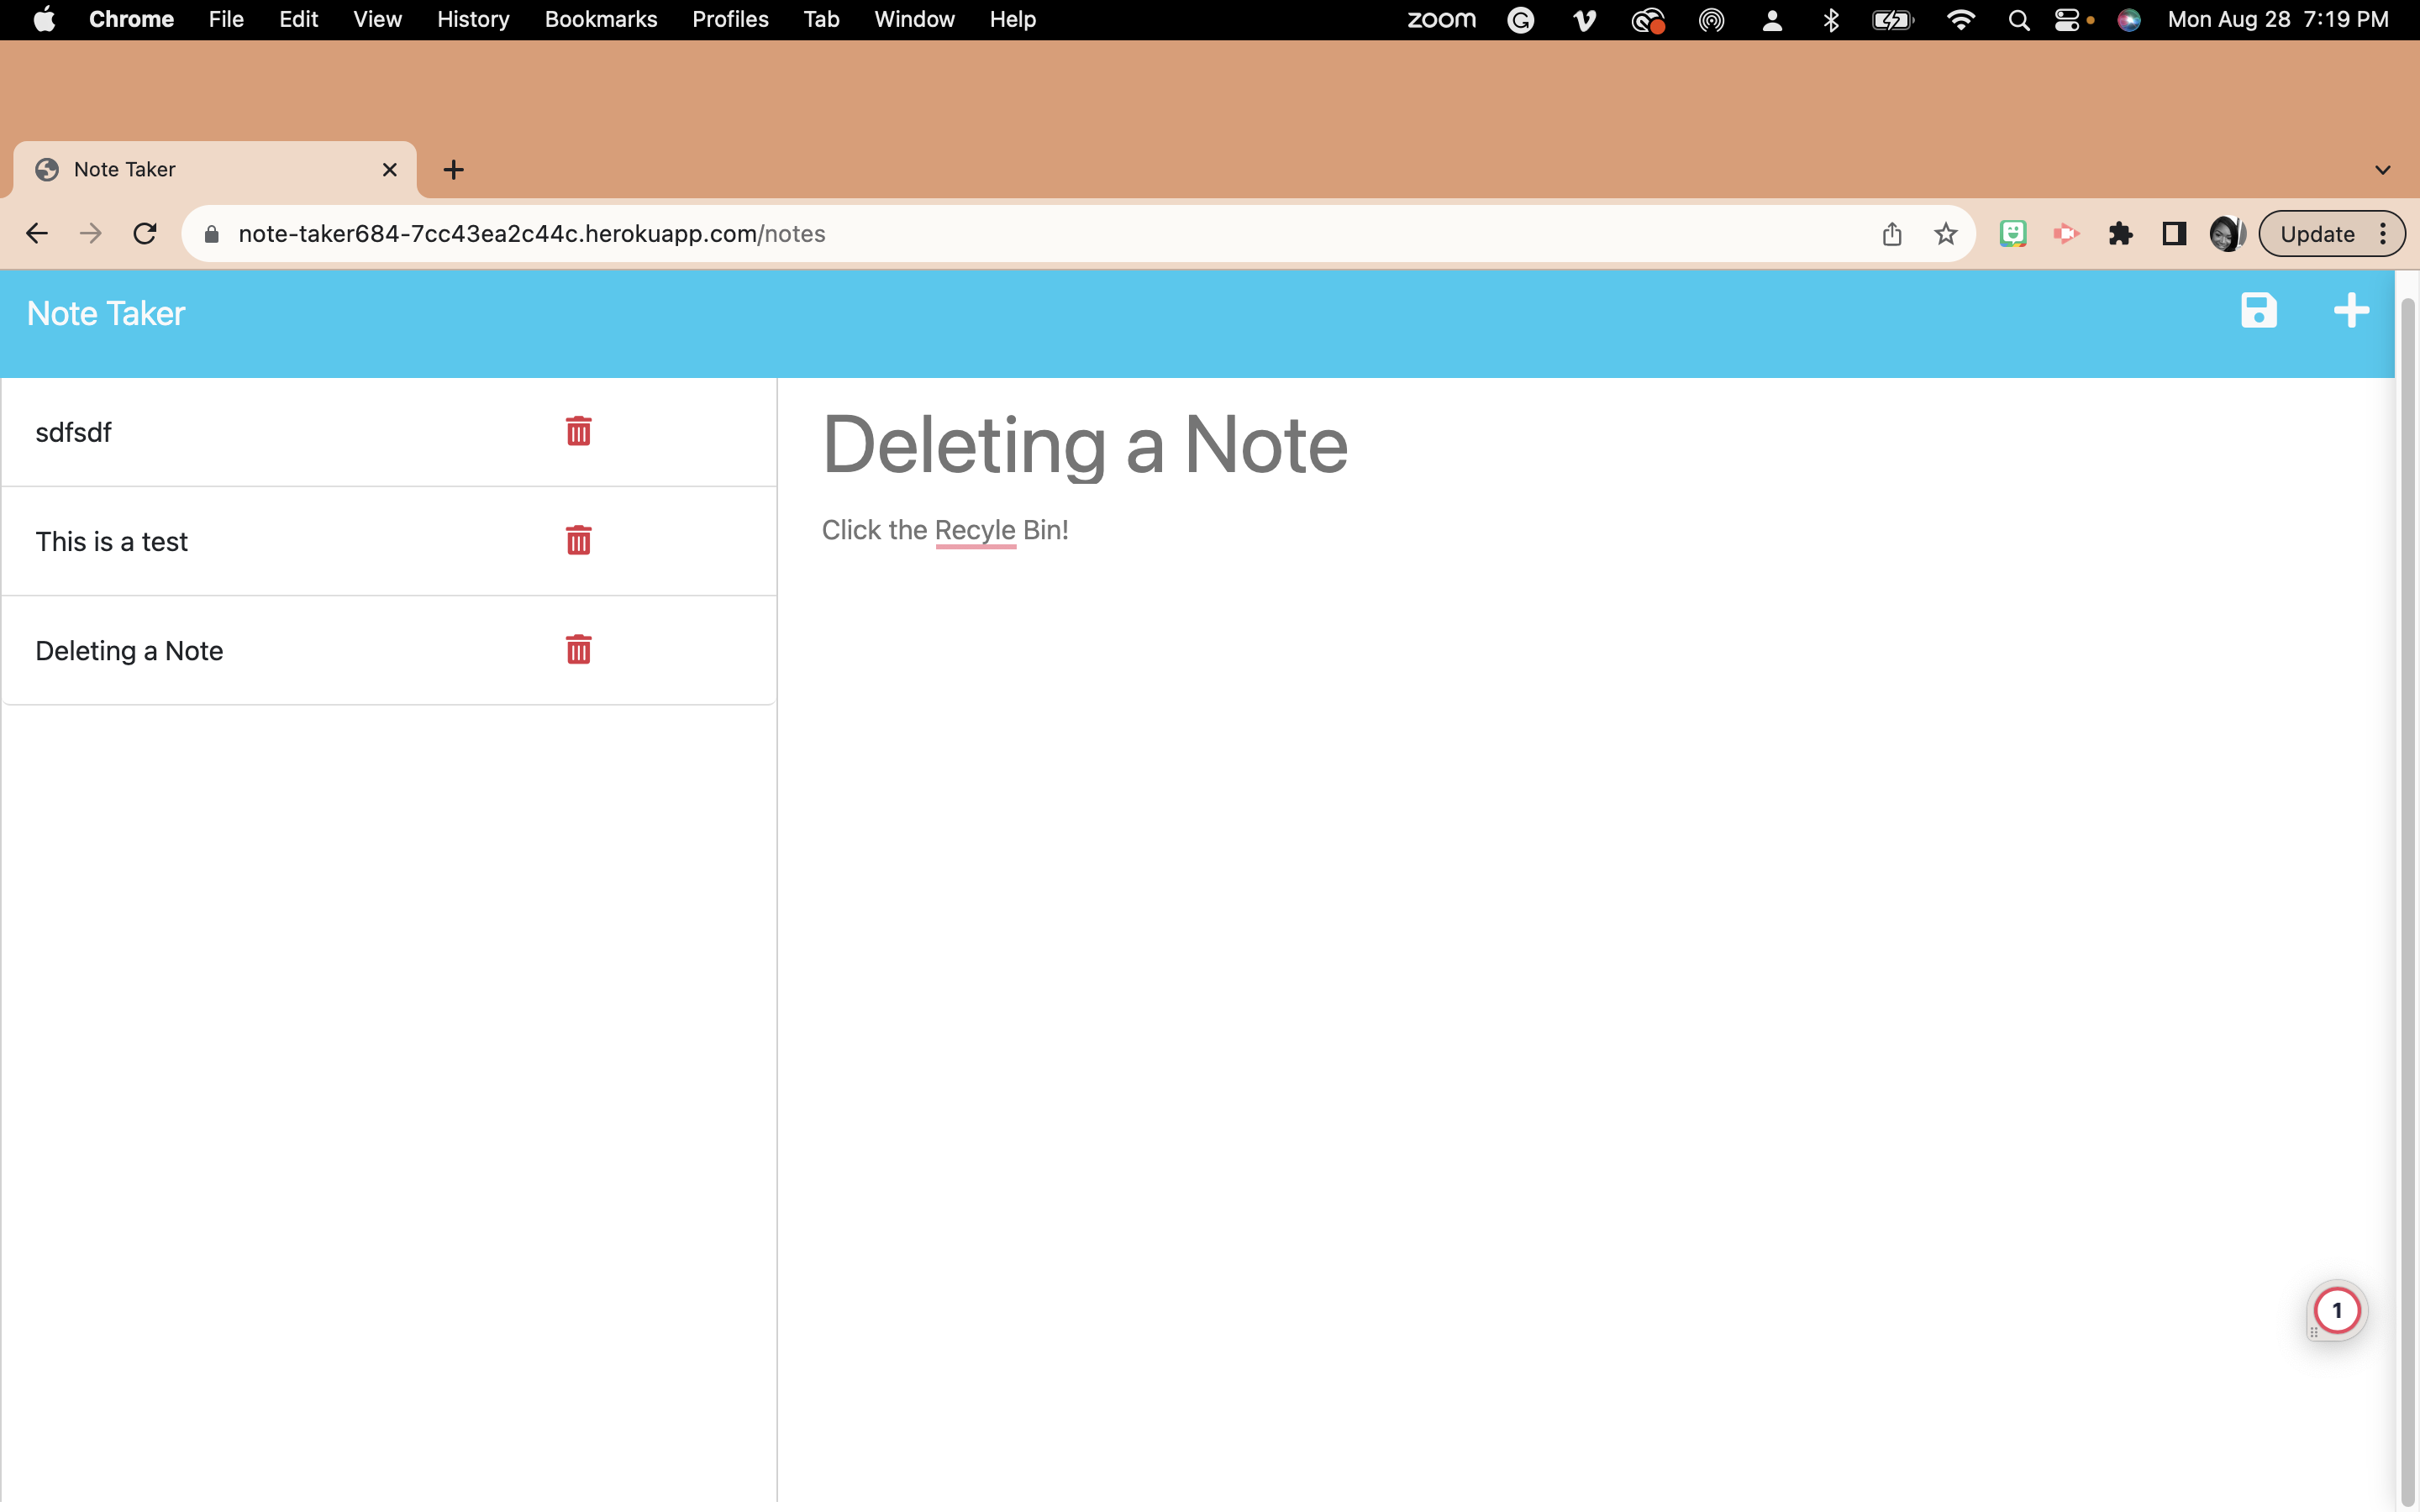 Chrome File Edit View History Bookmarks Profiles Tab Window Help zoom Mon Aug 28 7:19 PM
Note Taker
note-taker684-7cc43ea2c44c.herokuapp.com/notes Update
Note Taker
sdfsdf
This is a test
Deleting a Note
Deleting a Note
Click the Recyle Bin!
1